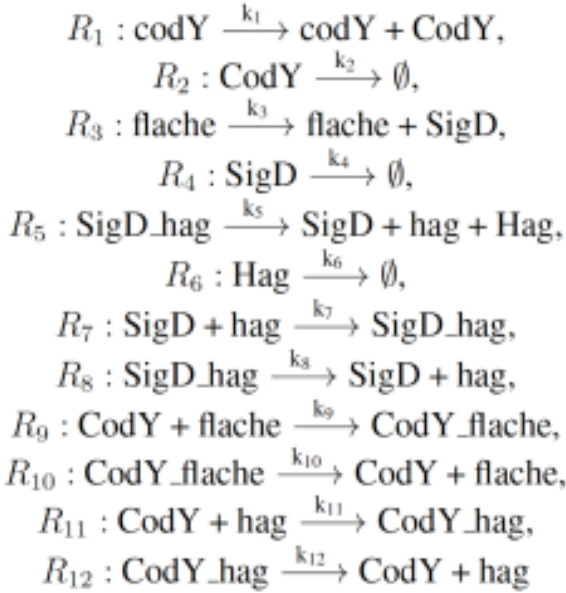 R₁ : codY —k₁→ codY + CodY,
R₂ : CodY —k₂→ ∅,
R₃ : flache —k₃→ flache + SigD,
R₄ : SigD —k₄→ ∅,
R₅ : SigD_hag —k₅→ SigD + hag + Hag,
R₆ : Hag —k₆→ ∅,
R₇ : SigD + hag —k₇→ SigD_hag,
R₈ : SigD_hag —k₈→ SigD + hag,
R₉ : CodY + flache —k₉→ CodY_flache,
R₁₀ : CodY_flache —k₁₀→ CodY + flache,
R₁₁ : CodY + hag —k₁₁→ CodY_hag,
R₁₂ : CodY_hag —k₁₂→ CodY + hag